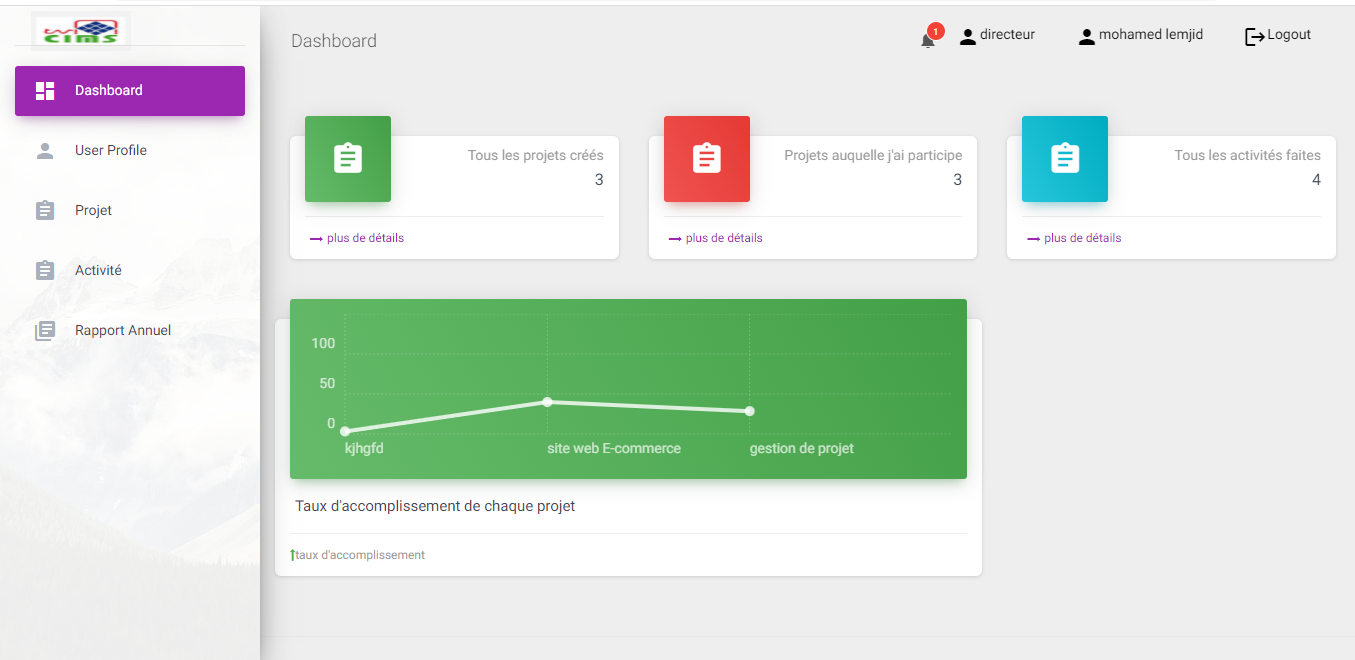 CIMS
Dashboard
1
directeur
mohamed lemjid
Logout
Dashboard
User Profile
Projet
Activité
Rapport Annuel
Tous les projets créés
3
plus de détails
Projets auquelle j'ai participe
3
plus de détails
Tous les activités faites
4
plus de détails
100
50
0
kjhgfd
site web E-commerce
gestion de projet
Taux d'accomplissement de chaque projet
taux d'accomplissement